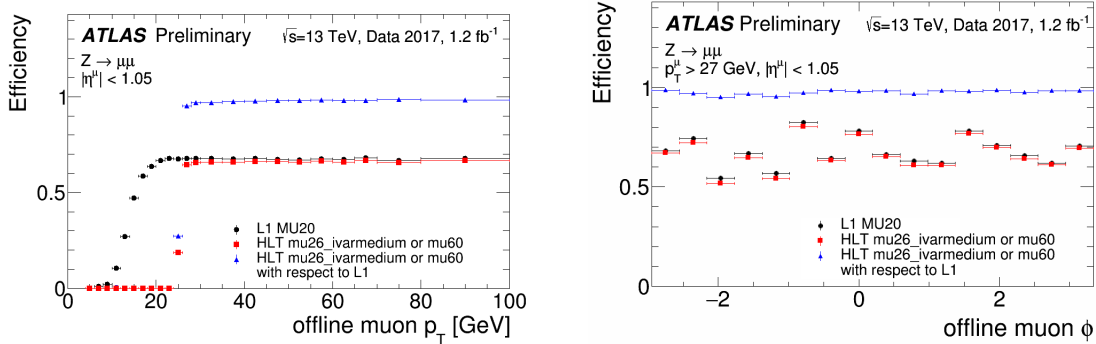 ATLAS Preliminary √s=13 TeV, Data 2017, 1.2 fb⁻¹
Z → μμ
|η^μ| < 1.05
Efficiency
1
0.5
0
L1 MU20
HLT mu26_ivarmedium or mu60
HLT mu26_ivarmedium or mu60
with respect to L1
0 20 40 60 80 100
offline muon p_T [GeV]
ATLAS Preliminary √s=13 TeV, Data 2017, 1.2 fb⁻¹
Z → μμ
p_T^μ > 27 GeV, |η^μ| < 1.05
Efficiency
1
0.5
0
L1 MU20
HLT mu26_ivarmedium or mu60
HLT mu26_ivarmedium or mu60
with respect to L1
−2 0 2
offline muon ϕ